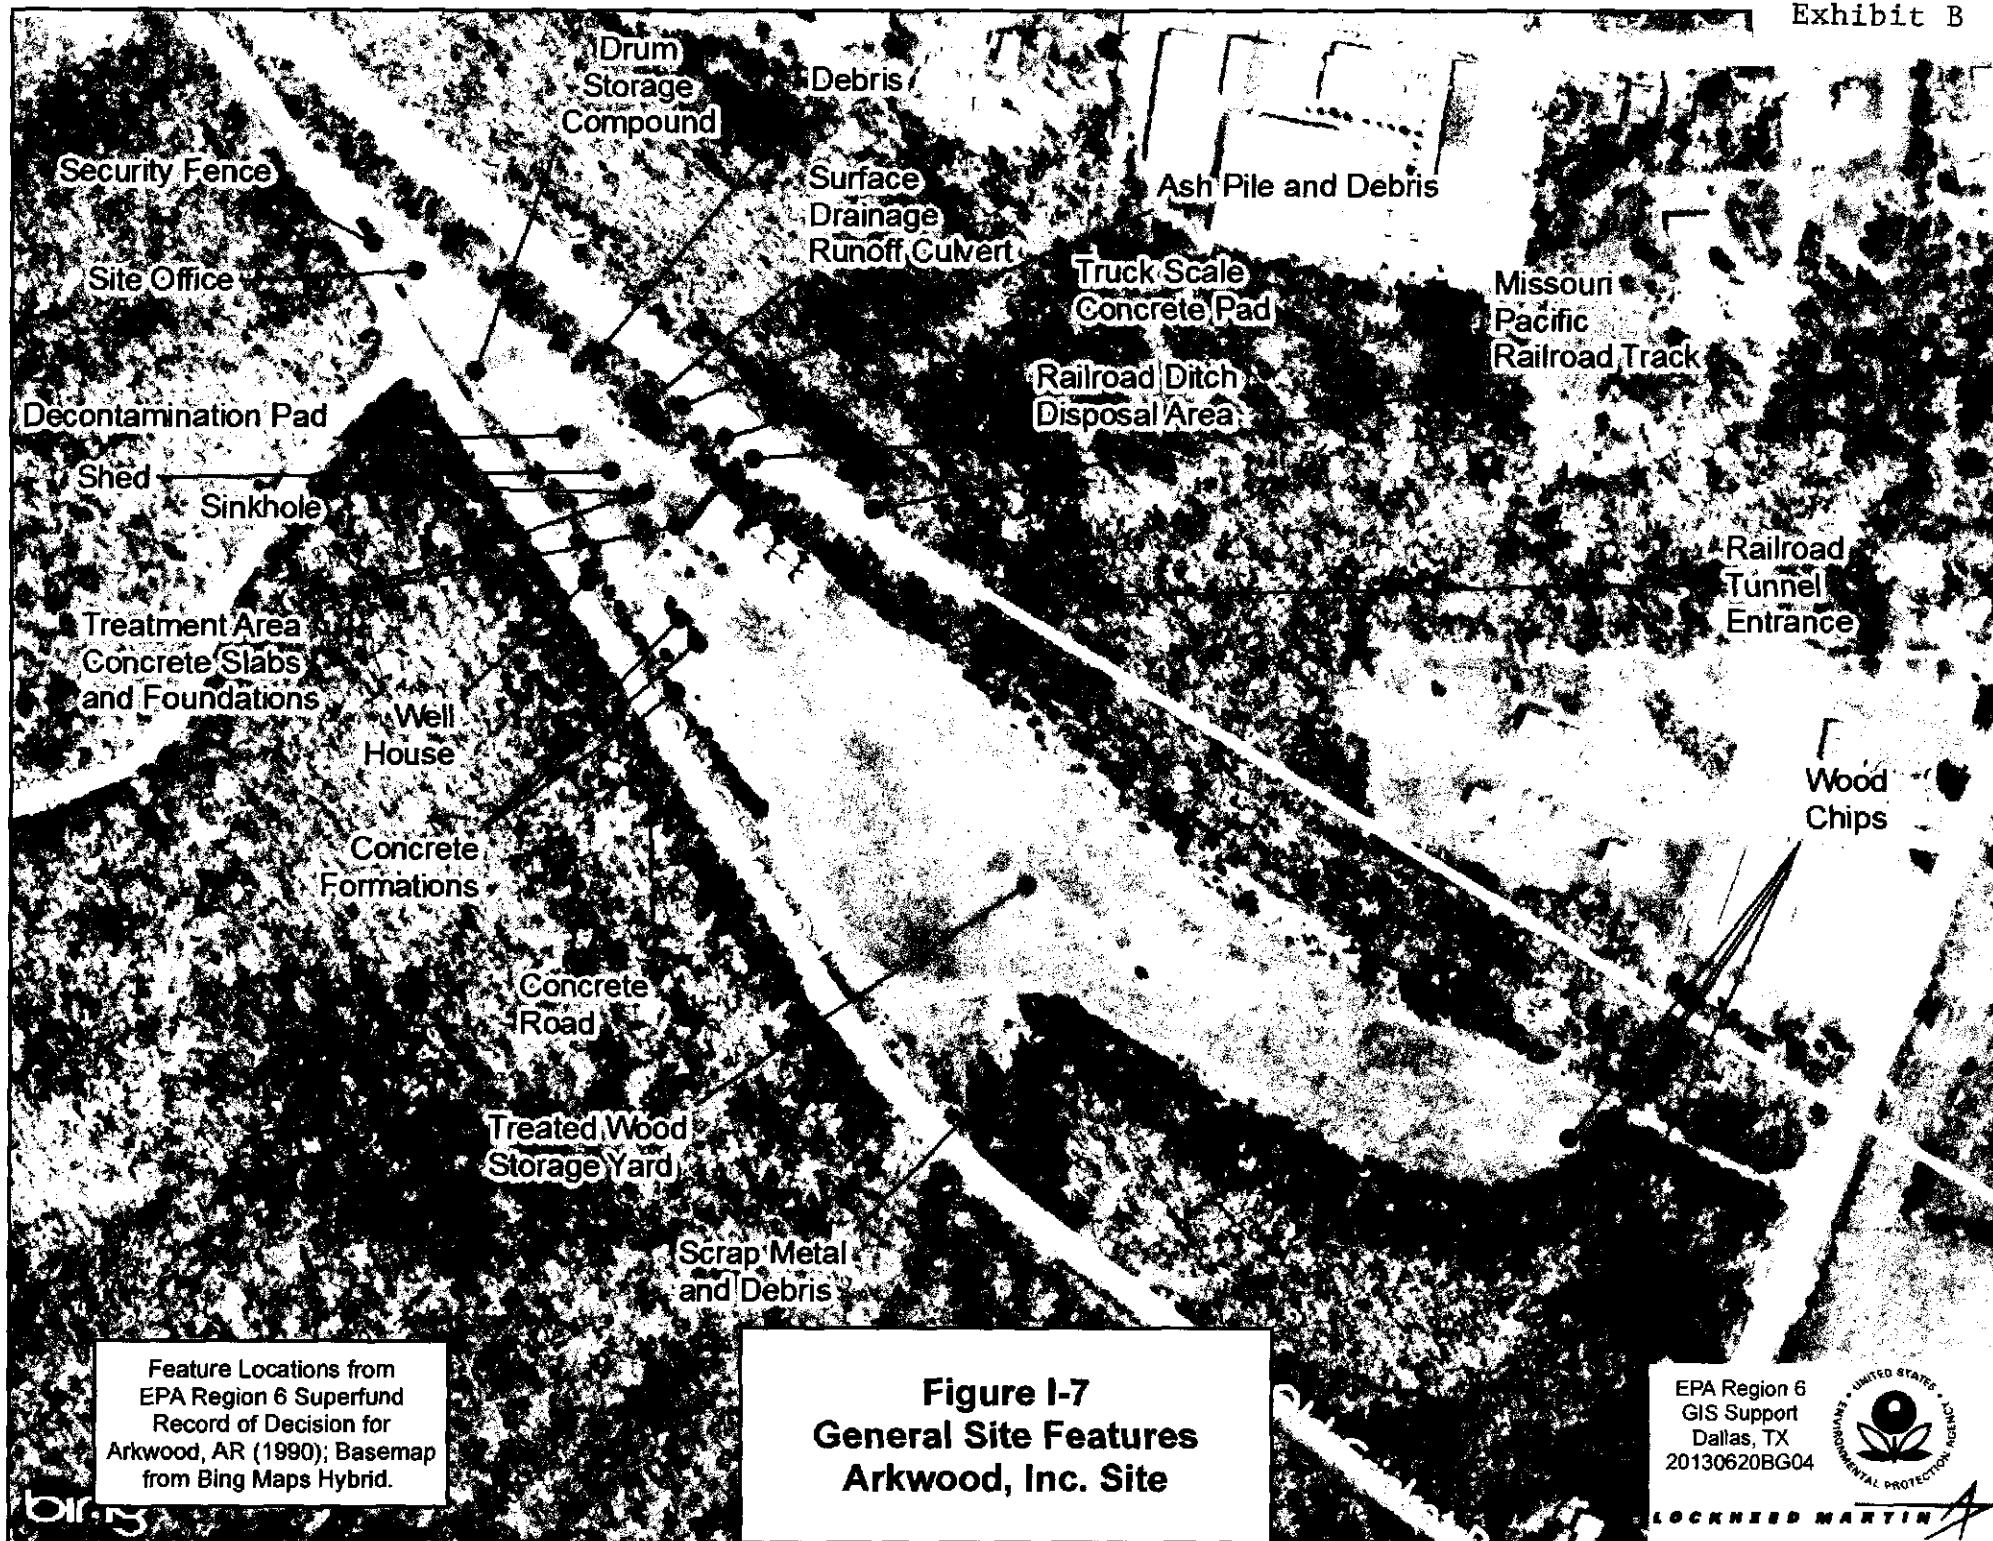 Exhibit B
Drum
Storage
Compound
Debris
Security Fence
Surface
Drainage
Runoff Culvert
Ash Pile and Debris
Site Office
Truck Scale
Concrete Pad
Missouri
Pacific
Railroad Track
Railroad Ditch
Disposal Area
Decontamination Pad
Shed
Sinkhole
Railroad
Tunnel
Entrance
Treatment Area
Concrete Slabs
and Foundations
Well
House
Wood
Chips
Concrete
Formations
Concrete
Road
Treated Wood
Storage Yard
Scrap Metal
and Debris
Feature Locations from
EPA Region 6 Superfund
Record of Decision for
Arkwood, AR (1990); Basemap
from Bing Maps Hybrid.
bing
Figure I-7
General Site Features
Arkwood, Inc. Site
EPA Region 6
GIS Support
Dallas, TX
20130620BG04
UNITED STATES
ENVIRONMENTAL PROTECTION AGENCY
LOCKHEED MARTIN